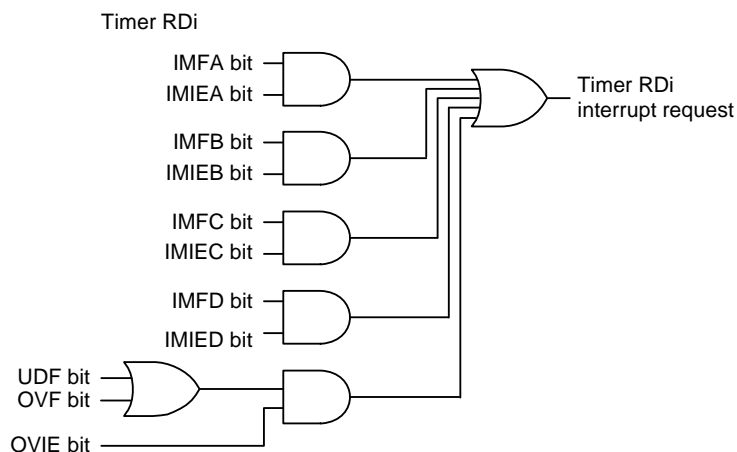 Timer RDi
IMFA bit
IMIEA bit
Timer RDi
interrupt request
IMFB bit
IMIEB bit
IMFC bit
IMIEC bit
IMFD bit
IMIED bit
UDF bit
OVF bit
OVIE bit